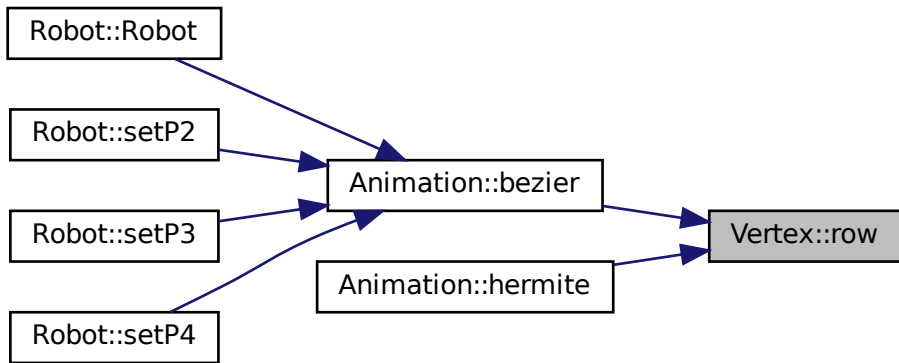 Robot::Robot
Robot::setP2
Animation::bezier
Robot::setP3
Vertex::row
Animation::hermite
Robot::setP4